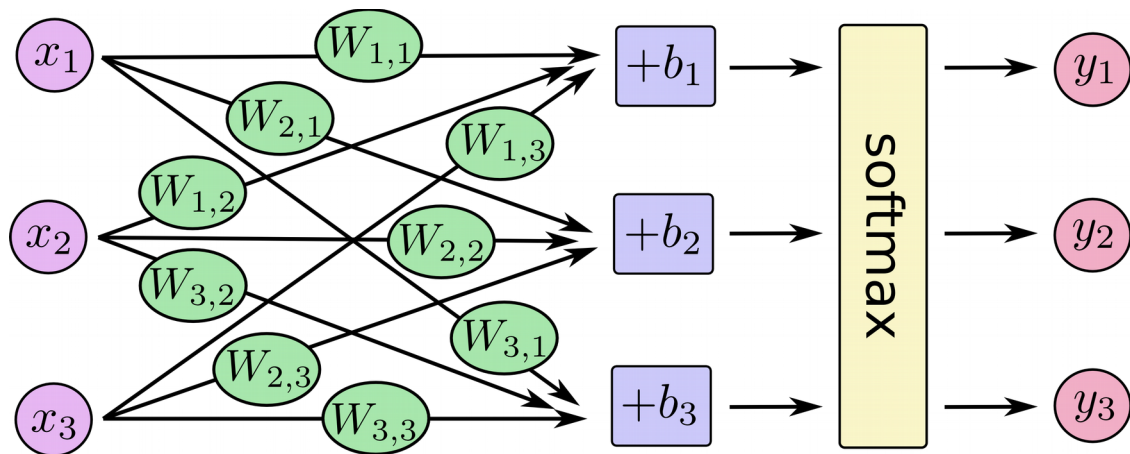 x₁ W₁,₁ +b₁ y₁
W₂,₁ W₁,₃
W₁,₂
x₂ W₂,₂ +b₂ softmax y₂
W₃,₂
W₃,₁
W₂,₃
x₃ W₃,₃ +b₃ y₃